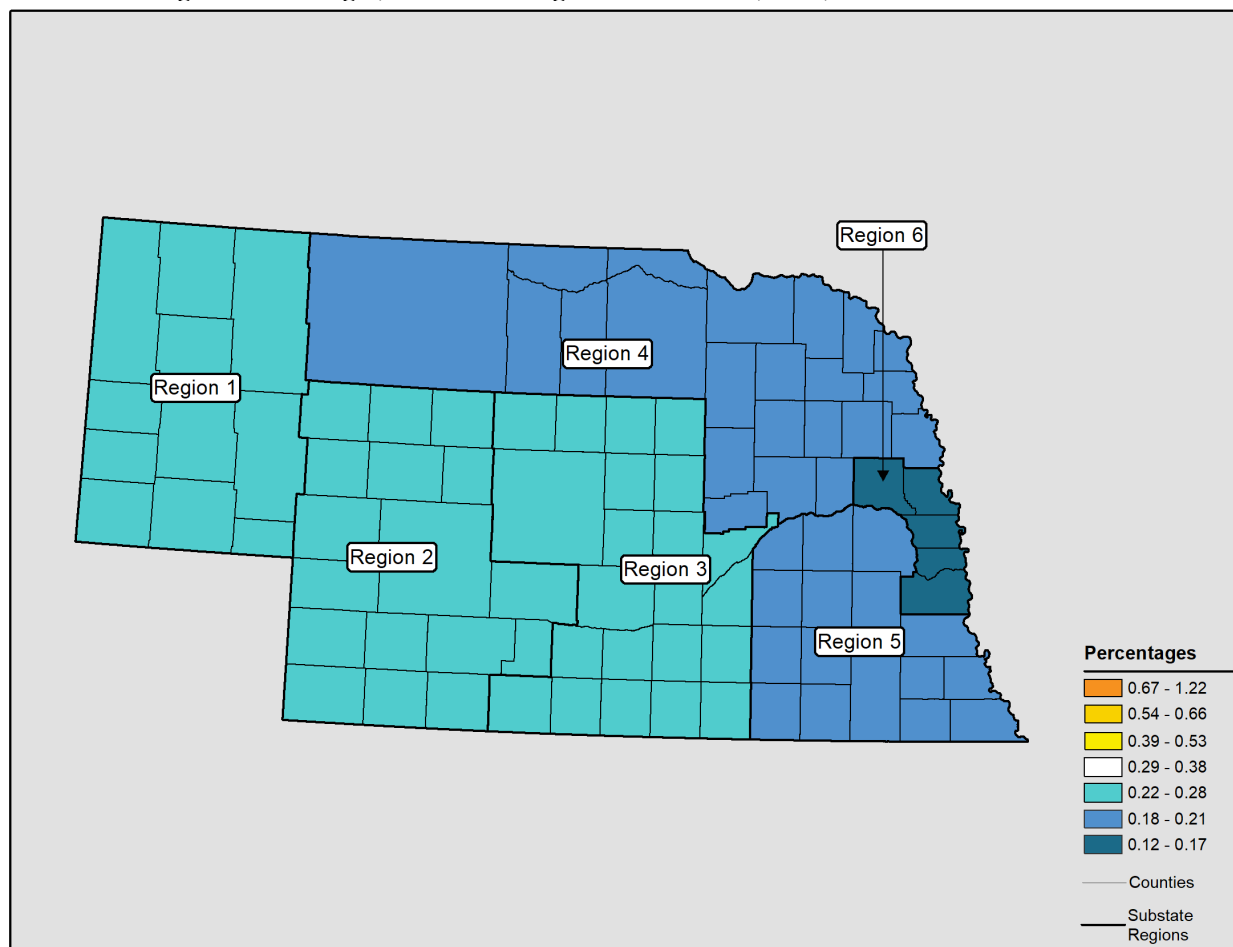 Region 6
Region 4
Region 1
Region 2
Region 3
Region 5
Percentages
0.67 - 1.22
0.54 - 0.66
0.39 - 0.53
0.29 - 0.38
0.22 - 0.28
0.18 - 0.21
0.12 - 0.17
Counties
Substate
Regions